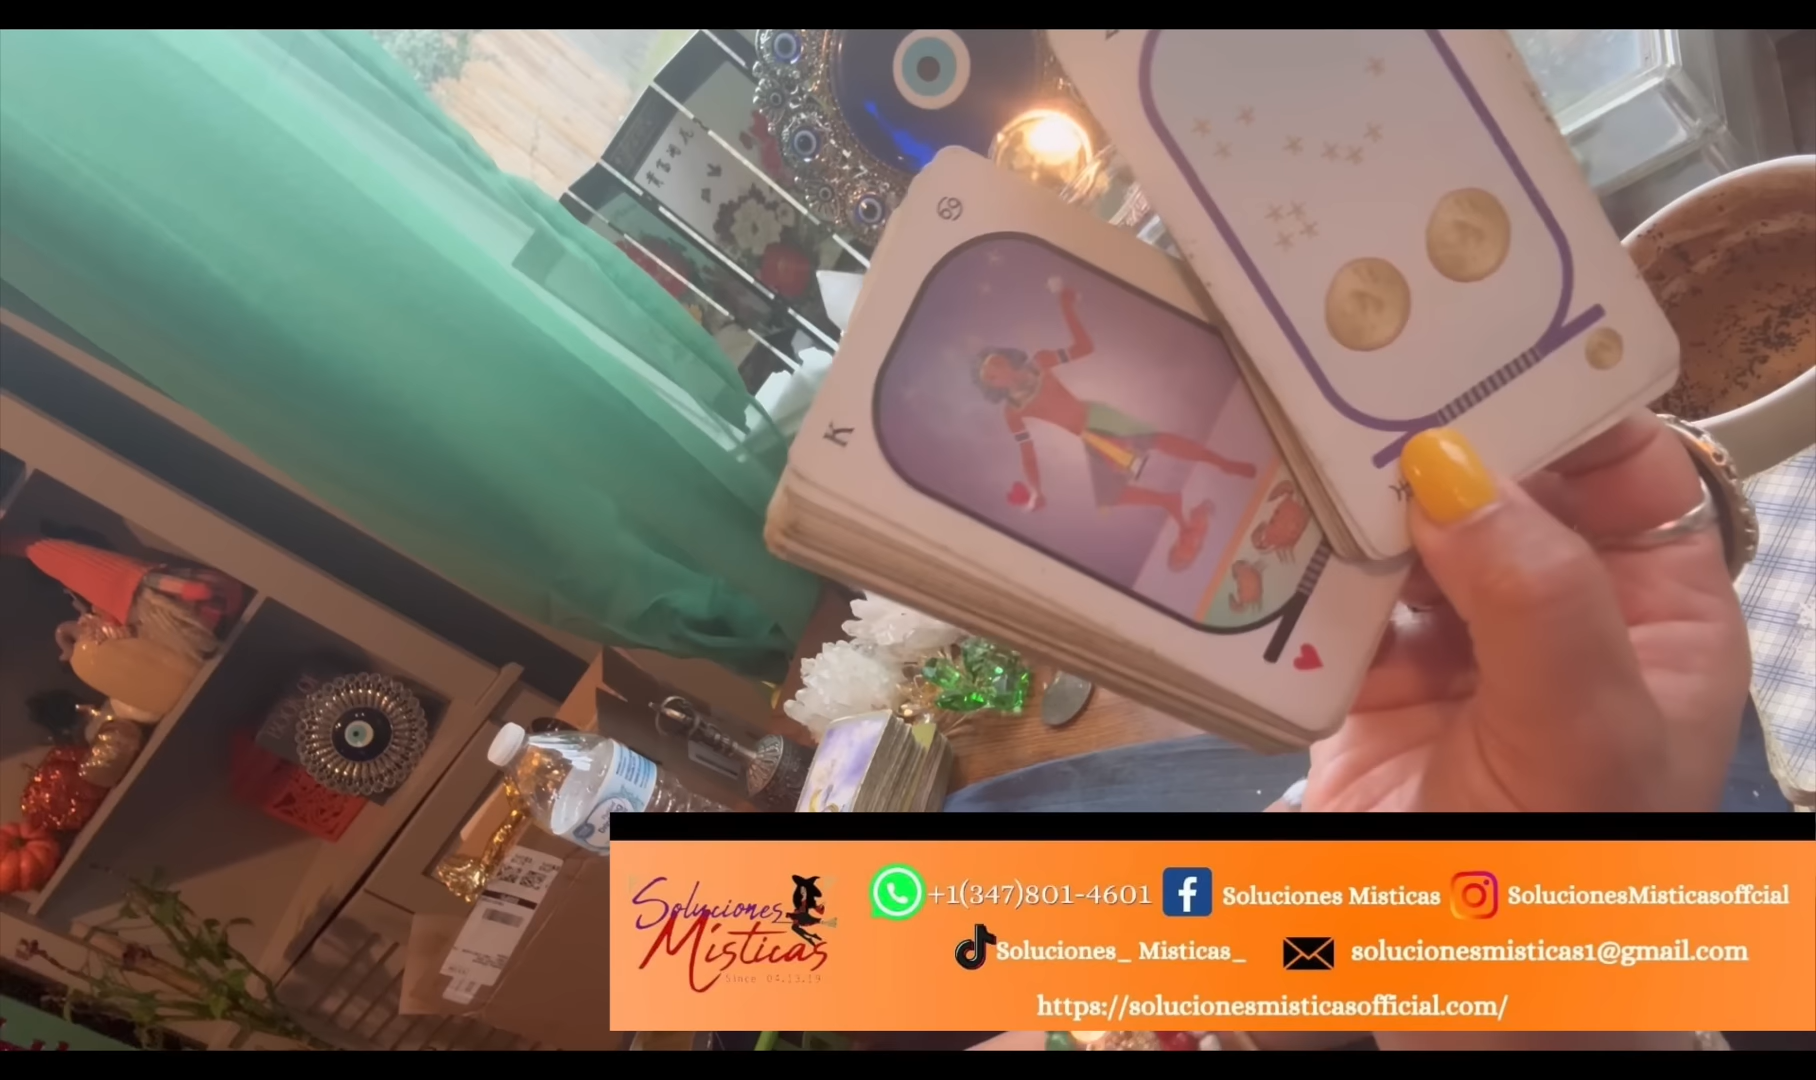 K
Soluciones
Místicas
Since 04.13.19
+1(347)801-4601
Soluciones Misticas
SolucionesMisticasoffcial
Soluciones_ Misticas_
solucionesmisticas1@gmail.com
https://solucionesmisticasofficial.com/